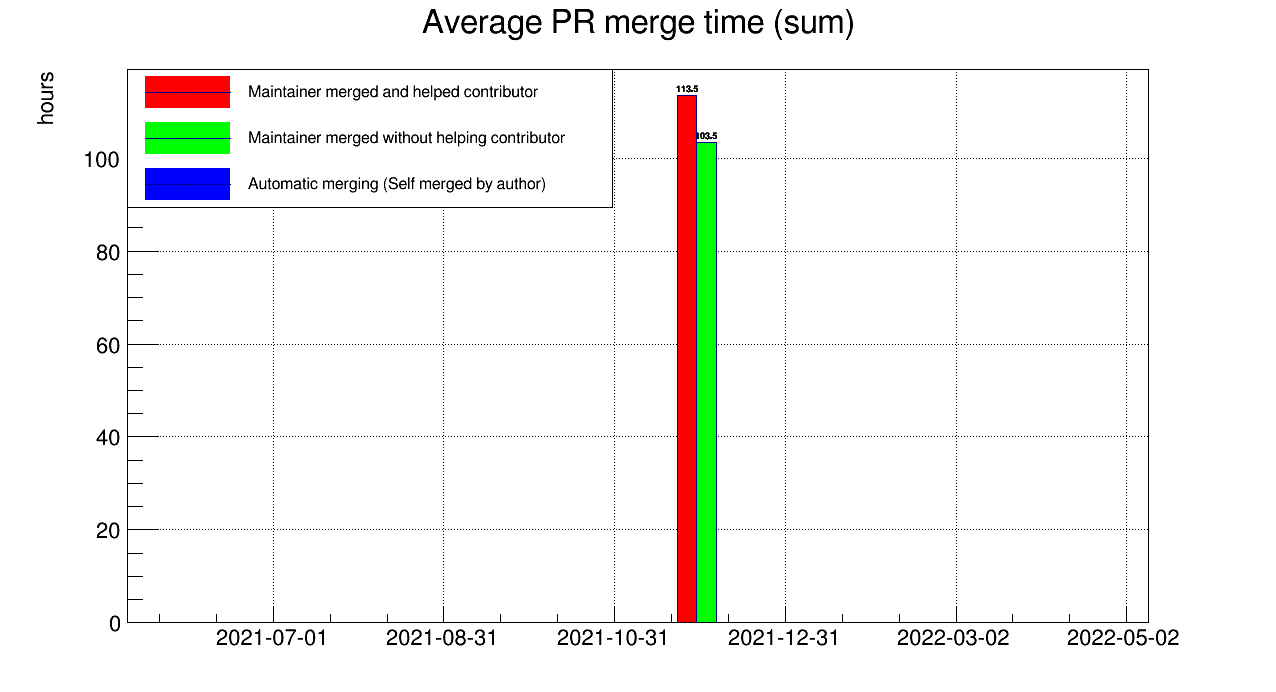 Average PR merge time (sum)
hours
Maintainer merged and helped contributor
Maintainer merged without helping contributor
Automatic merging (Self merged by author)
113.5
103.5
100
80
60
40
20
0
2021-07-01 2021-08-31 2021-10-31 2021-12-31 2022-03-02 2022-05-02